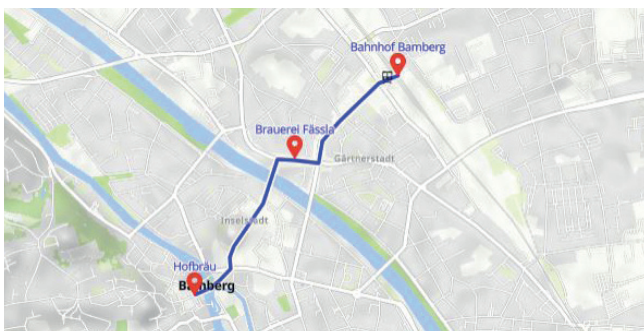 Bahnhof Bamberg
Brauerei Fässla
Gärtnerstadt
Inselstadt
Hofbräu
Bamberg